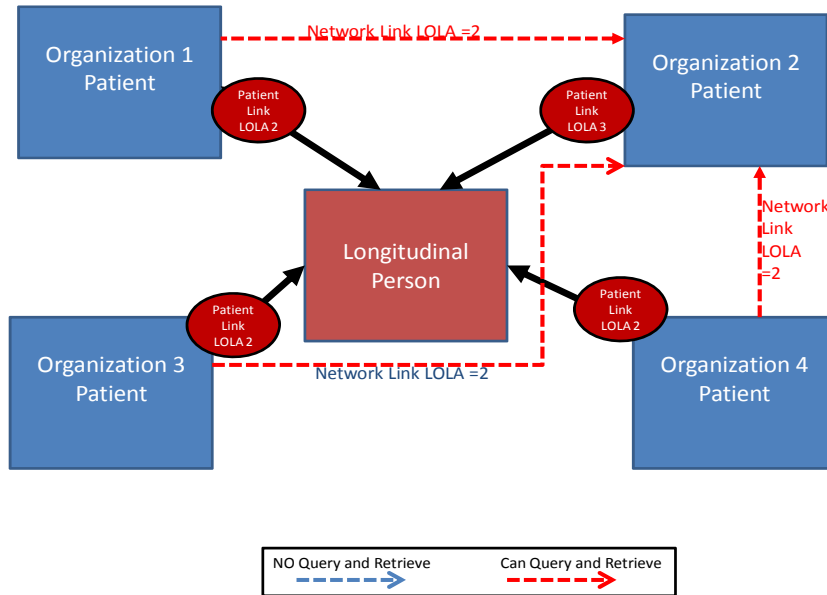 Network Link LOLA =2
Organization 1
Patient
Organization 2
Patient
Patient
Link
LOLA 2
Patient
Link
LOLA 3
Network
Link
LOLA
=2
Longitudinal
Person
Patient
Link
LOLA 2
Patient
Link
LOLA 2
Organization 3
Patient
Organization 4
Patient
Network Link LOLA =2
NO Query and Retrieve
Can Query and Retrieve